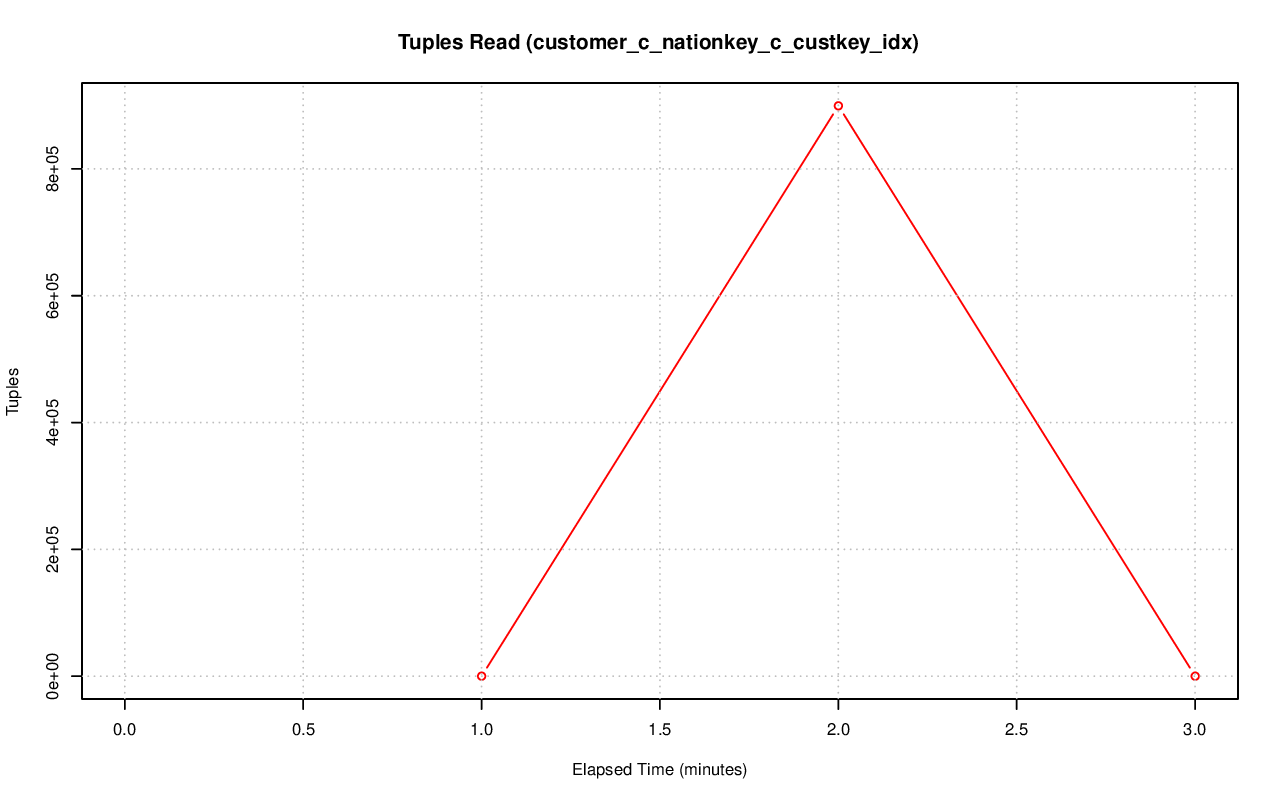 Tuples Read (customer_c_nationkey_c_custkey_idx)
Tuples
8e+05
6e+05
4e+05
2e+05
0e+00
0.0 0.5 1.0 1.5 2.0 2.5 3.0
Elapsed Time (minutes)